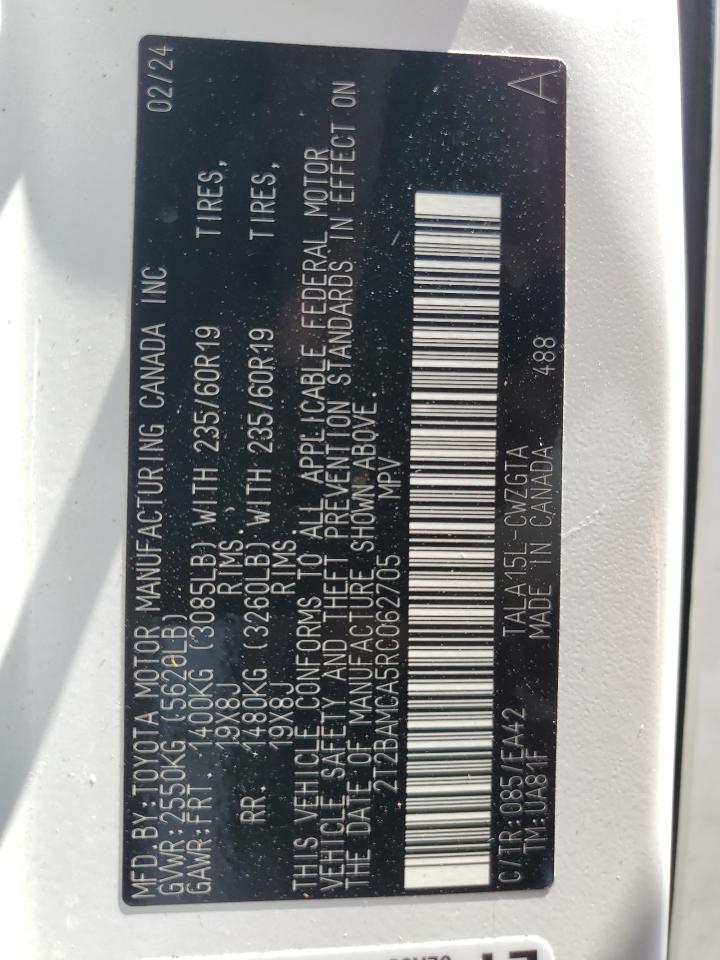 MFD. BY: TOYOTA MOTOR MANUFACTURING CANADA INC 02/24
GVWR: 2550KG (5620LB)
GAWR: FRT. 1400KG (3085LB) WITH 235/60R19 TIRES,
19X8J RIMS,
RR. 1480KG (3260LB) WITH 235/60R19 TIRES,
19X8J RIMS
THIS VEHICLE CONFORMS TO ALL APPLICABLE FEDERAL MOTOR
VEHICLE SAFETY AND THEFT PREVENTION STANDARDS IN EFFECT ON
THE DATE OF MANUFACTURE SHOWN ABOVE.
2T2BAMCA5RC062705 MPV
C/TR: 085/EA42 TALA15L-CWZGTA A
TM: UA81F MADE IN CANADA 488